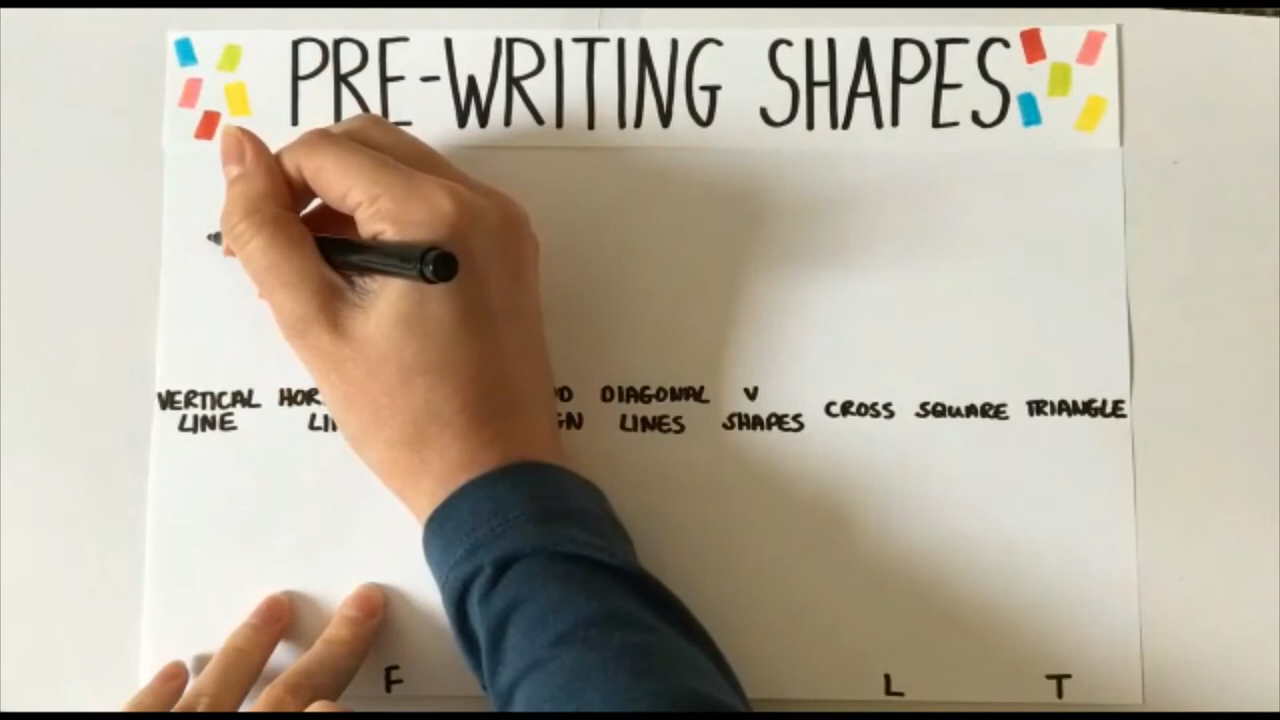 PRE-WRITING SHAPES
VERTICAL LINE
DIAGONAL LINES
V SHAPES
CROSS
SQUARE
TRIANGLE
F
L
T